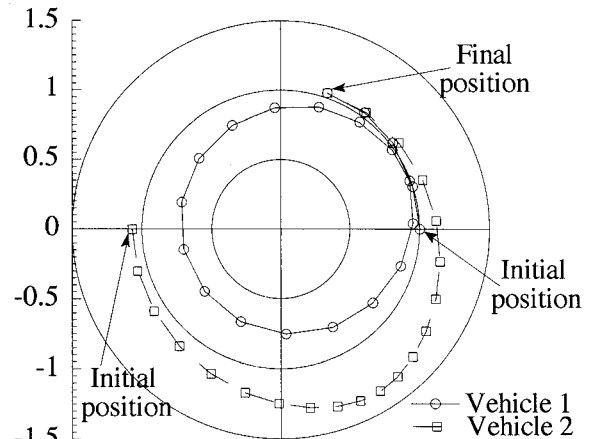 1.5
Final
position
1
0.5
0
Initial
position
-0.5
-1
Initial
position
Vehicle 1
Vehicle 2
-1.5